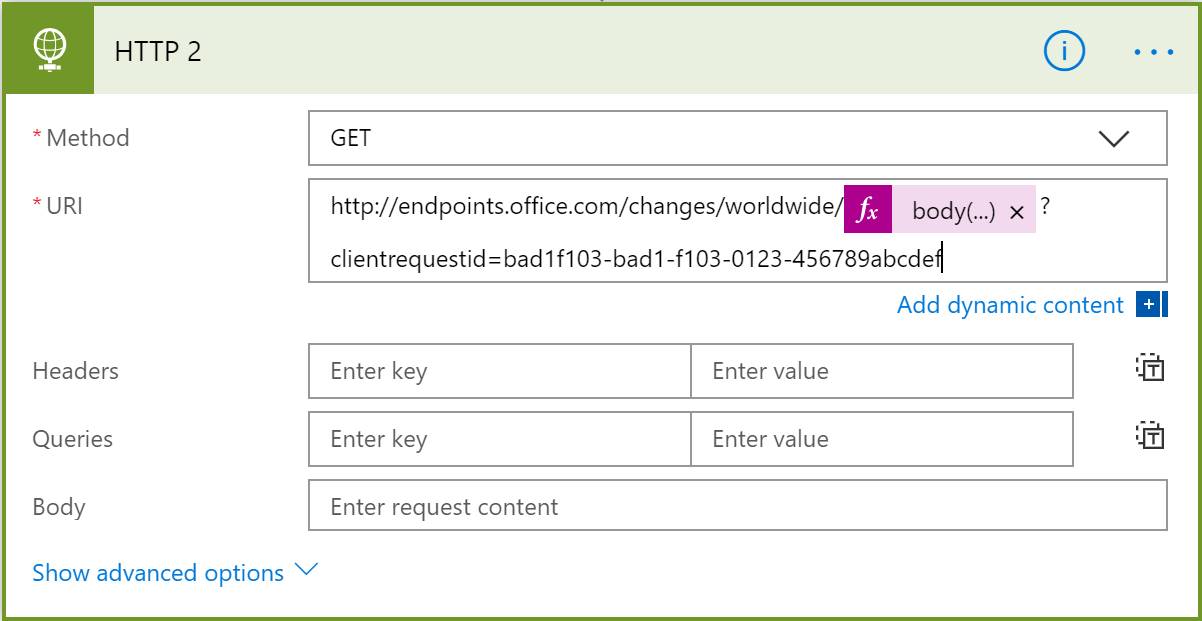 HTTP 2
i
* Method
GET
* URI
http://endpoints.office.com/changes/worldwide/ fx body(...) × ?
clientrequestid=bad1f103-bad1-f103-0123-456789abcdef
Add dynamic content +
Headers
Enter key
Enter value
T
Queries
Enter key
Enter value
T
Body
Enter request content
Show advanced options